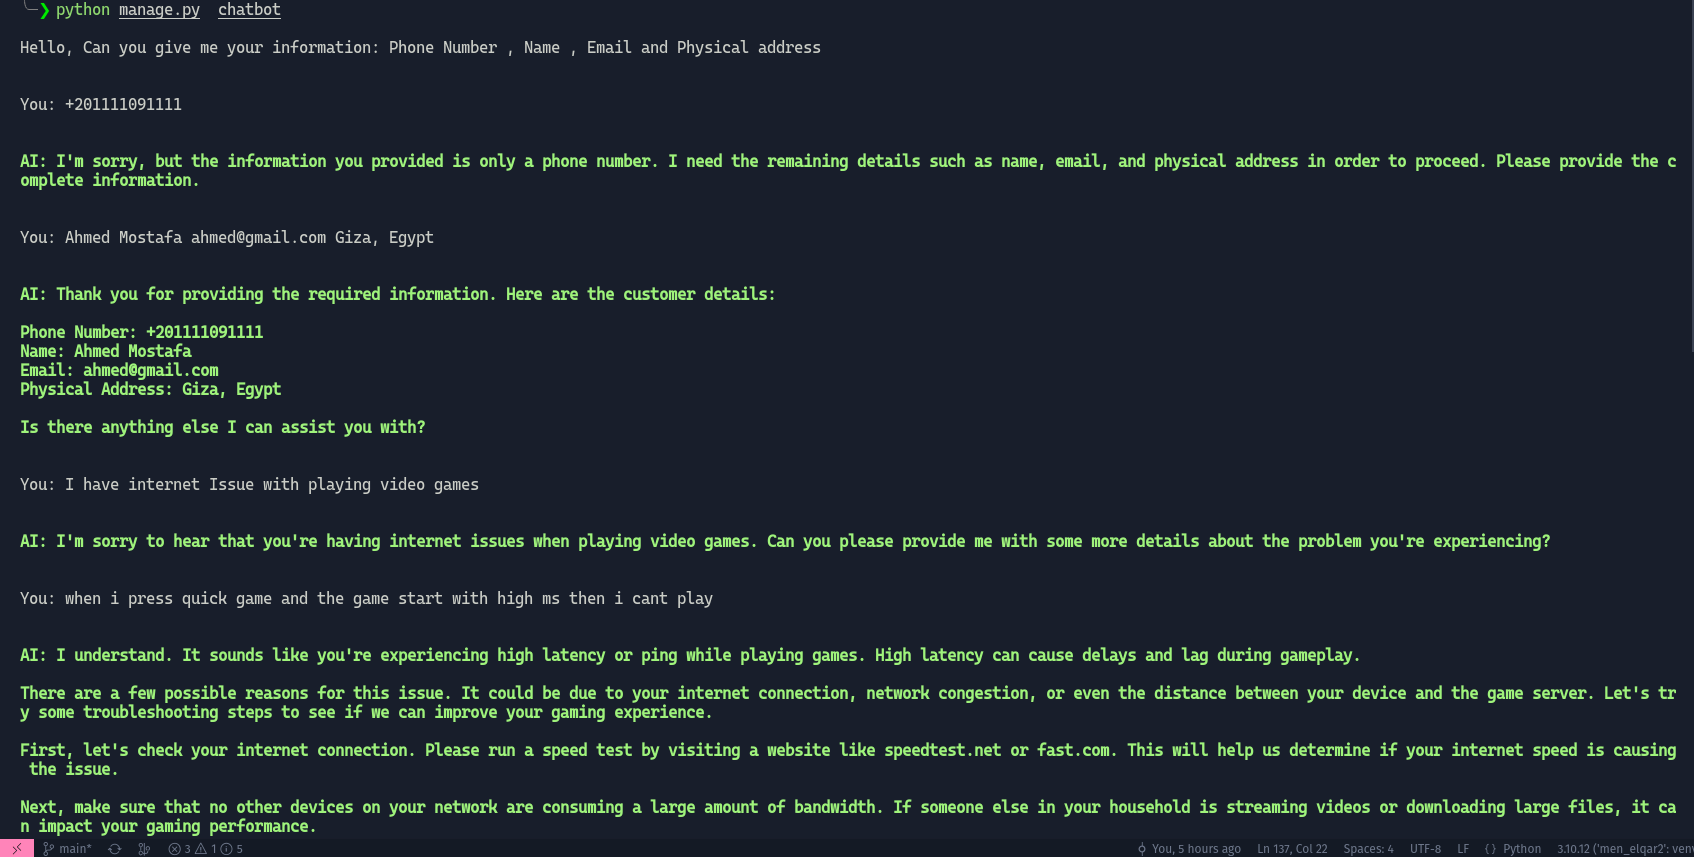 ❯ python manage.py  chatbot
Hello, Can you give me your information: Phone Number , Name , Email and Physical address
You: +201111091111
AI: I'm sorry, but the information you provided is only a phone number. I need the remaining details such as name, email, and physical address in order to proceed. Please provide the c
omplete information.
You: Ahmed Mostafa ahmed@gmail.com Giza, Egypt
AI: Thank you for providing the required information. Here are the customer details:
Phone Number: +201111091111
Name: Ahmed Mostafa
Email: ahmed@gmail.com
Physical Address: Giza, Egypt
Is there anything else I can assist you with?
You: I have internet Issue with playing video games
AI: I'm sorry to hear that you're having internet issues when playing video games. Can you please provide me with some more details about the problem you're experiencing?
You: when i press quick game and the game start with high ms then i cant play
AI: I understand. It sounds like you're experiencing high latency or ping while playing games. High latency can cause delays and lag during gameplay.
There are a few possible reasons for this issue. It could be due to your internet connection, network congestion, or even the distance between your device and the game server. Let's tr
y some troubleshooting steps to see if we can improve your gaming experience.
First, let's check your internet connection. Please run a speed test by visiting a website like speedtest.net or fast.com. This will help us determine if your internet speed is causing
 the issue.
Next, make sure that no other devices on your network are consuming a large amount of bandwidth. If someone else in your household is streaming videos or downloading large files, it ca
n impact your gaming performance.
main* 3 1 5 You, 5 hours ago Ln 137, Col 22 Spaces: 4 UTF-8 LF {} Python 3.10.12 ('men_elqar2': venv